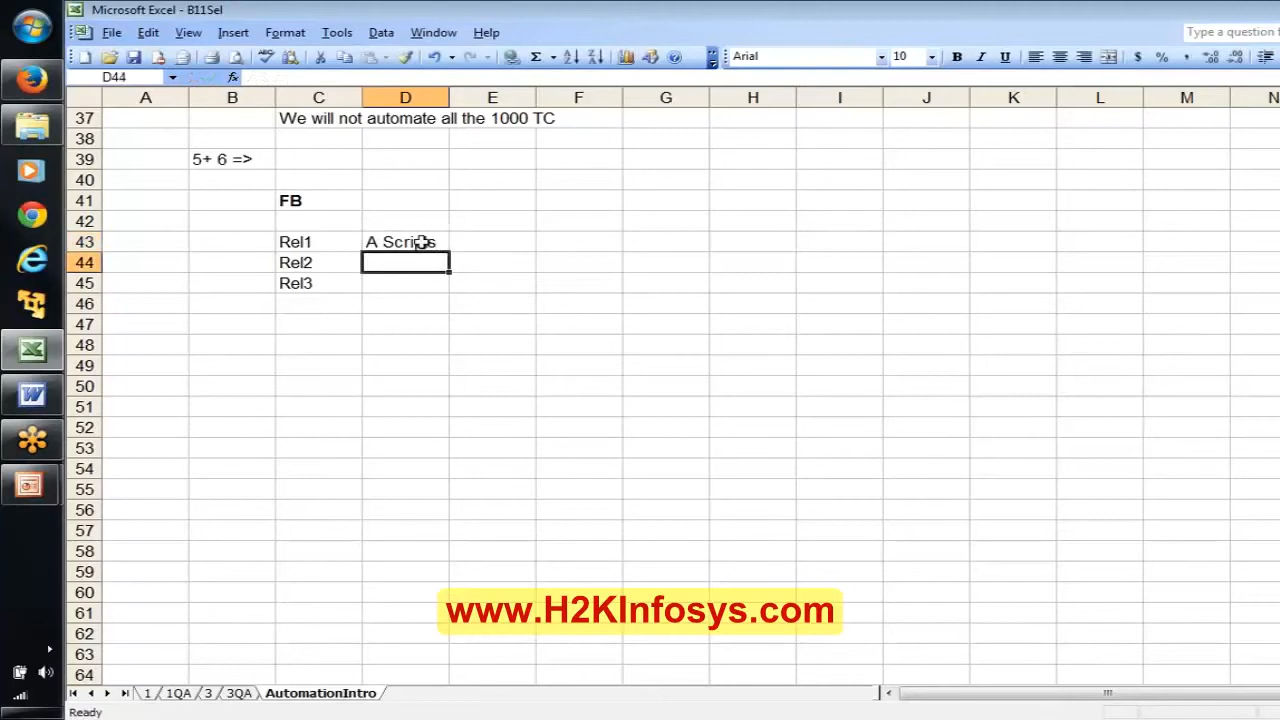 Microsoft Excel - B11Sel
File Edit View Insert Format Tools Data Window Help
Type a question f
Arial 10 B I U $ %
D44 fx
A B C D E F G H I J K L M N
37 We will not automate all the 1000 TC
38
39 5+ 6 =>
40
41 FB
42
43 Rel1 A Scripts
44 Rel2
45 Rel3
46
47
48
49
50
51
52
53
54
55
56
57
58
59
60
www.H2KInfosys.com
61
62
63
64
1 1QA 3 3QA AutomationIntro
Ready